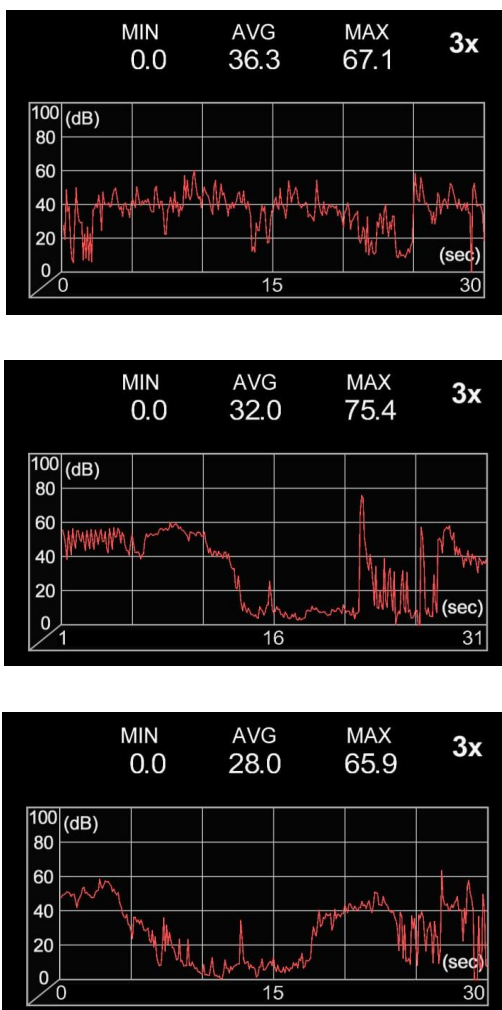 MIN AVG MAX 3x
0.0 36.3 67.1
100 (dB)
80
60
40
20 (sec)
0
0 15 30
MIN AVG MAX 3x
0.0 32.0 75.4
100 (dB)
80
60
40
20 (sec)
0
1 16 31
MIN AVG MAX 3x
0.0 28.0 65.9
100 (dB)
80
60
40
20 (sec)
0
0 15 30